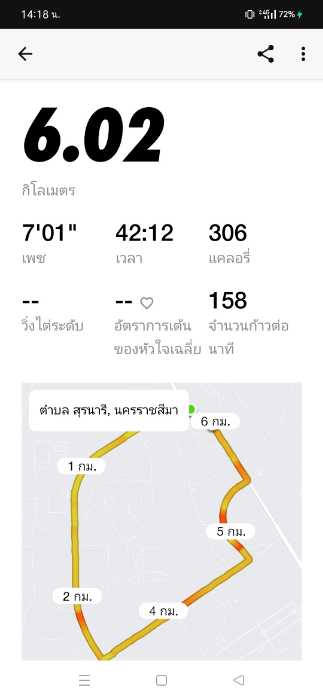 14:18 น.
72%
6.02
กิโลเมตร
7'01" 42:12 306
เพซ เวลา แคลอรี่
-- -- 158
วิ่งไต่ระดับ อัตราการเต้น จำนวนก้าวต่อ
ของหัวใจเฉลี่ย นาที
ตำบล สุรนารี, นครราชสีมา
6 กม.
1 กม.
5 กม.
2 กม.
4 กม.